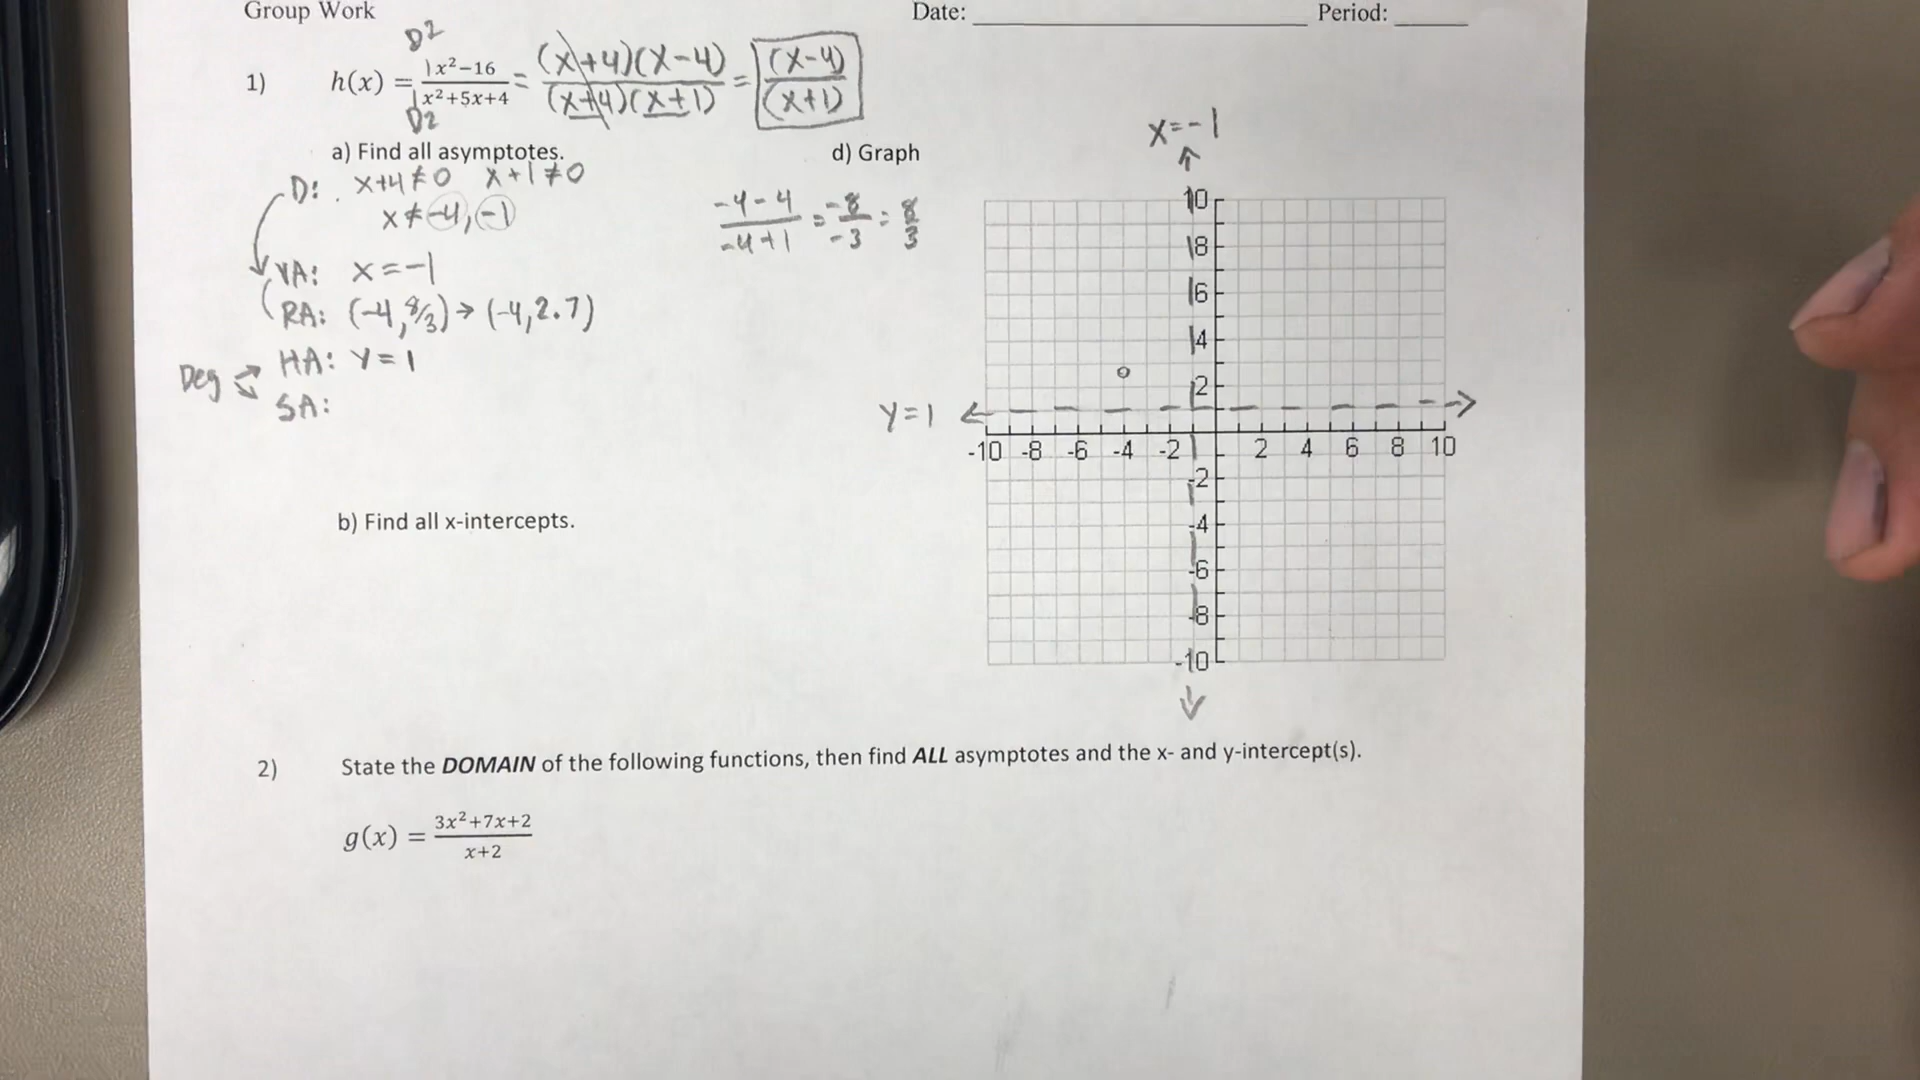 Group Work Date: ____________ Period: ______
D2
1) h(x) = 1x²−16 / 1x²+5x+4 = (x+4)(x−4) / (x+4)(x+1) = (x−4) / (x+1)
D2
a) Find all asymptotes. d) Graph
D: x+4≠0 x+1≠0
x≠−4, −1
−4−4 / −4+1 = −8 / −3 = 8 / 3
VA: x=−1
RA: (−4, 8/3) → (−4, 2.7)
Deg HA: y=1
SA:
b) Find all x-intercepts.
x=−1
10
8
6
4
2
y=1
-10 -8 -6 -4 -2 2 4 6 8 10
-2
-4
-6
-8
-10
2) State the DOMAIN of the following functions, then find ALL asymptotes and the x- and y-intercept(s).
g(x) = 3x²+7x+2 / x+2